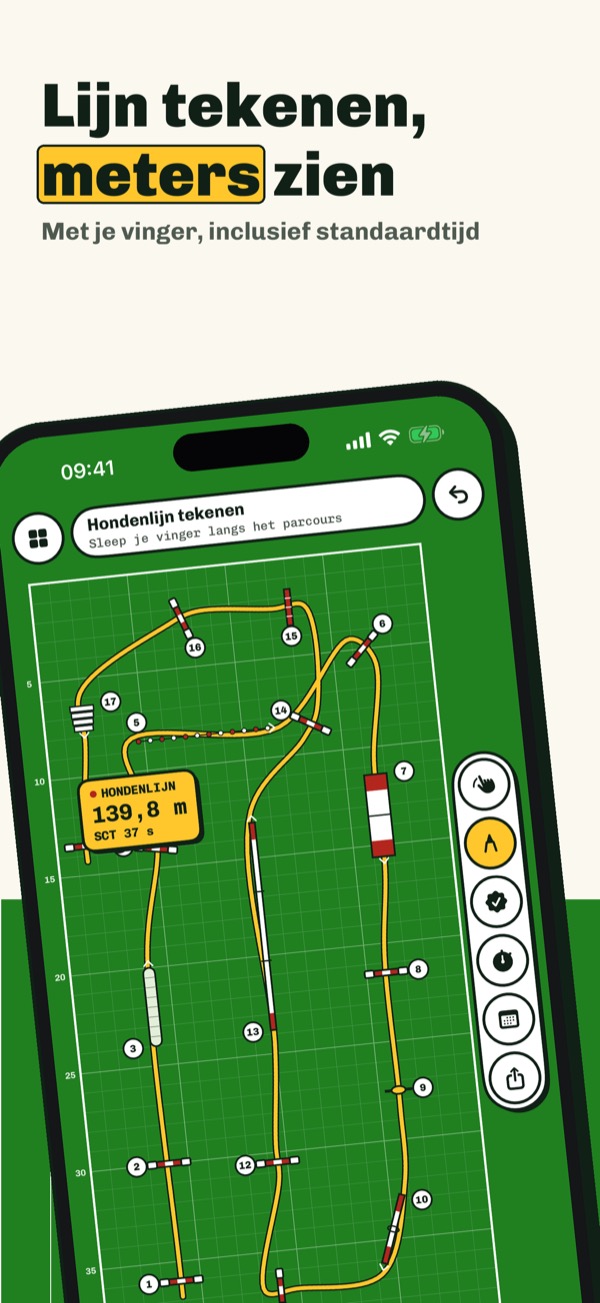 Lijn tekenen,
meters zien
Met je vinger, inclusief standaardtijd
09:41
Hondenlijn tekenen
Sleep je vinger langs het parcours
16
15
6
5
17
5
14
7
10
HONDENLIJN
139,8 m
SCT 37 s
15
20
8
13
3
25
9
2
12
30
10
35
1